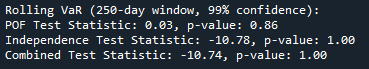 Rolling VaR (250-day window, 99% confidence):
POF Test Statistic: 0.03, p-value: 0.86
Independence Test Statistic: -10.78, p-value: 1.00
Combined Test Statistic: -10.74, p-value: 1.00